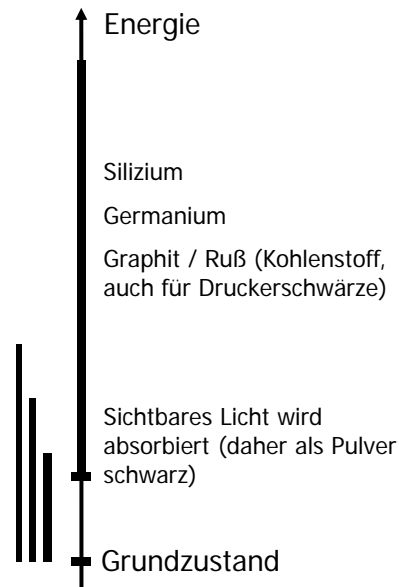 Energie
Silizium
Germanium
Graphit / Ruß (Kohlenstoff,
auch für Druckerschwärze)
Sichtbares Licht wird
absorbiert (daher als Pulver
schwarz)
Grundzustand